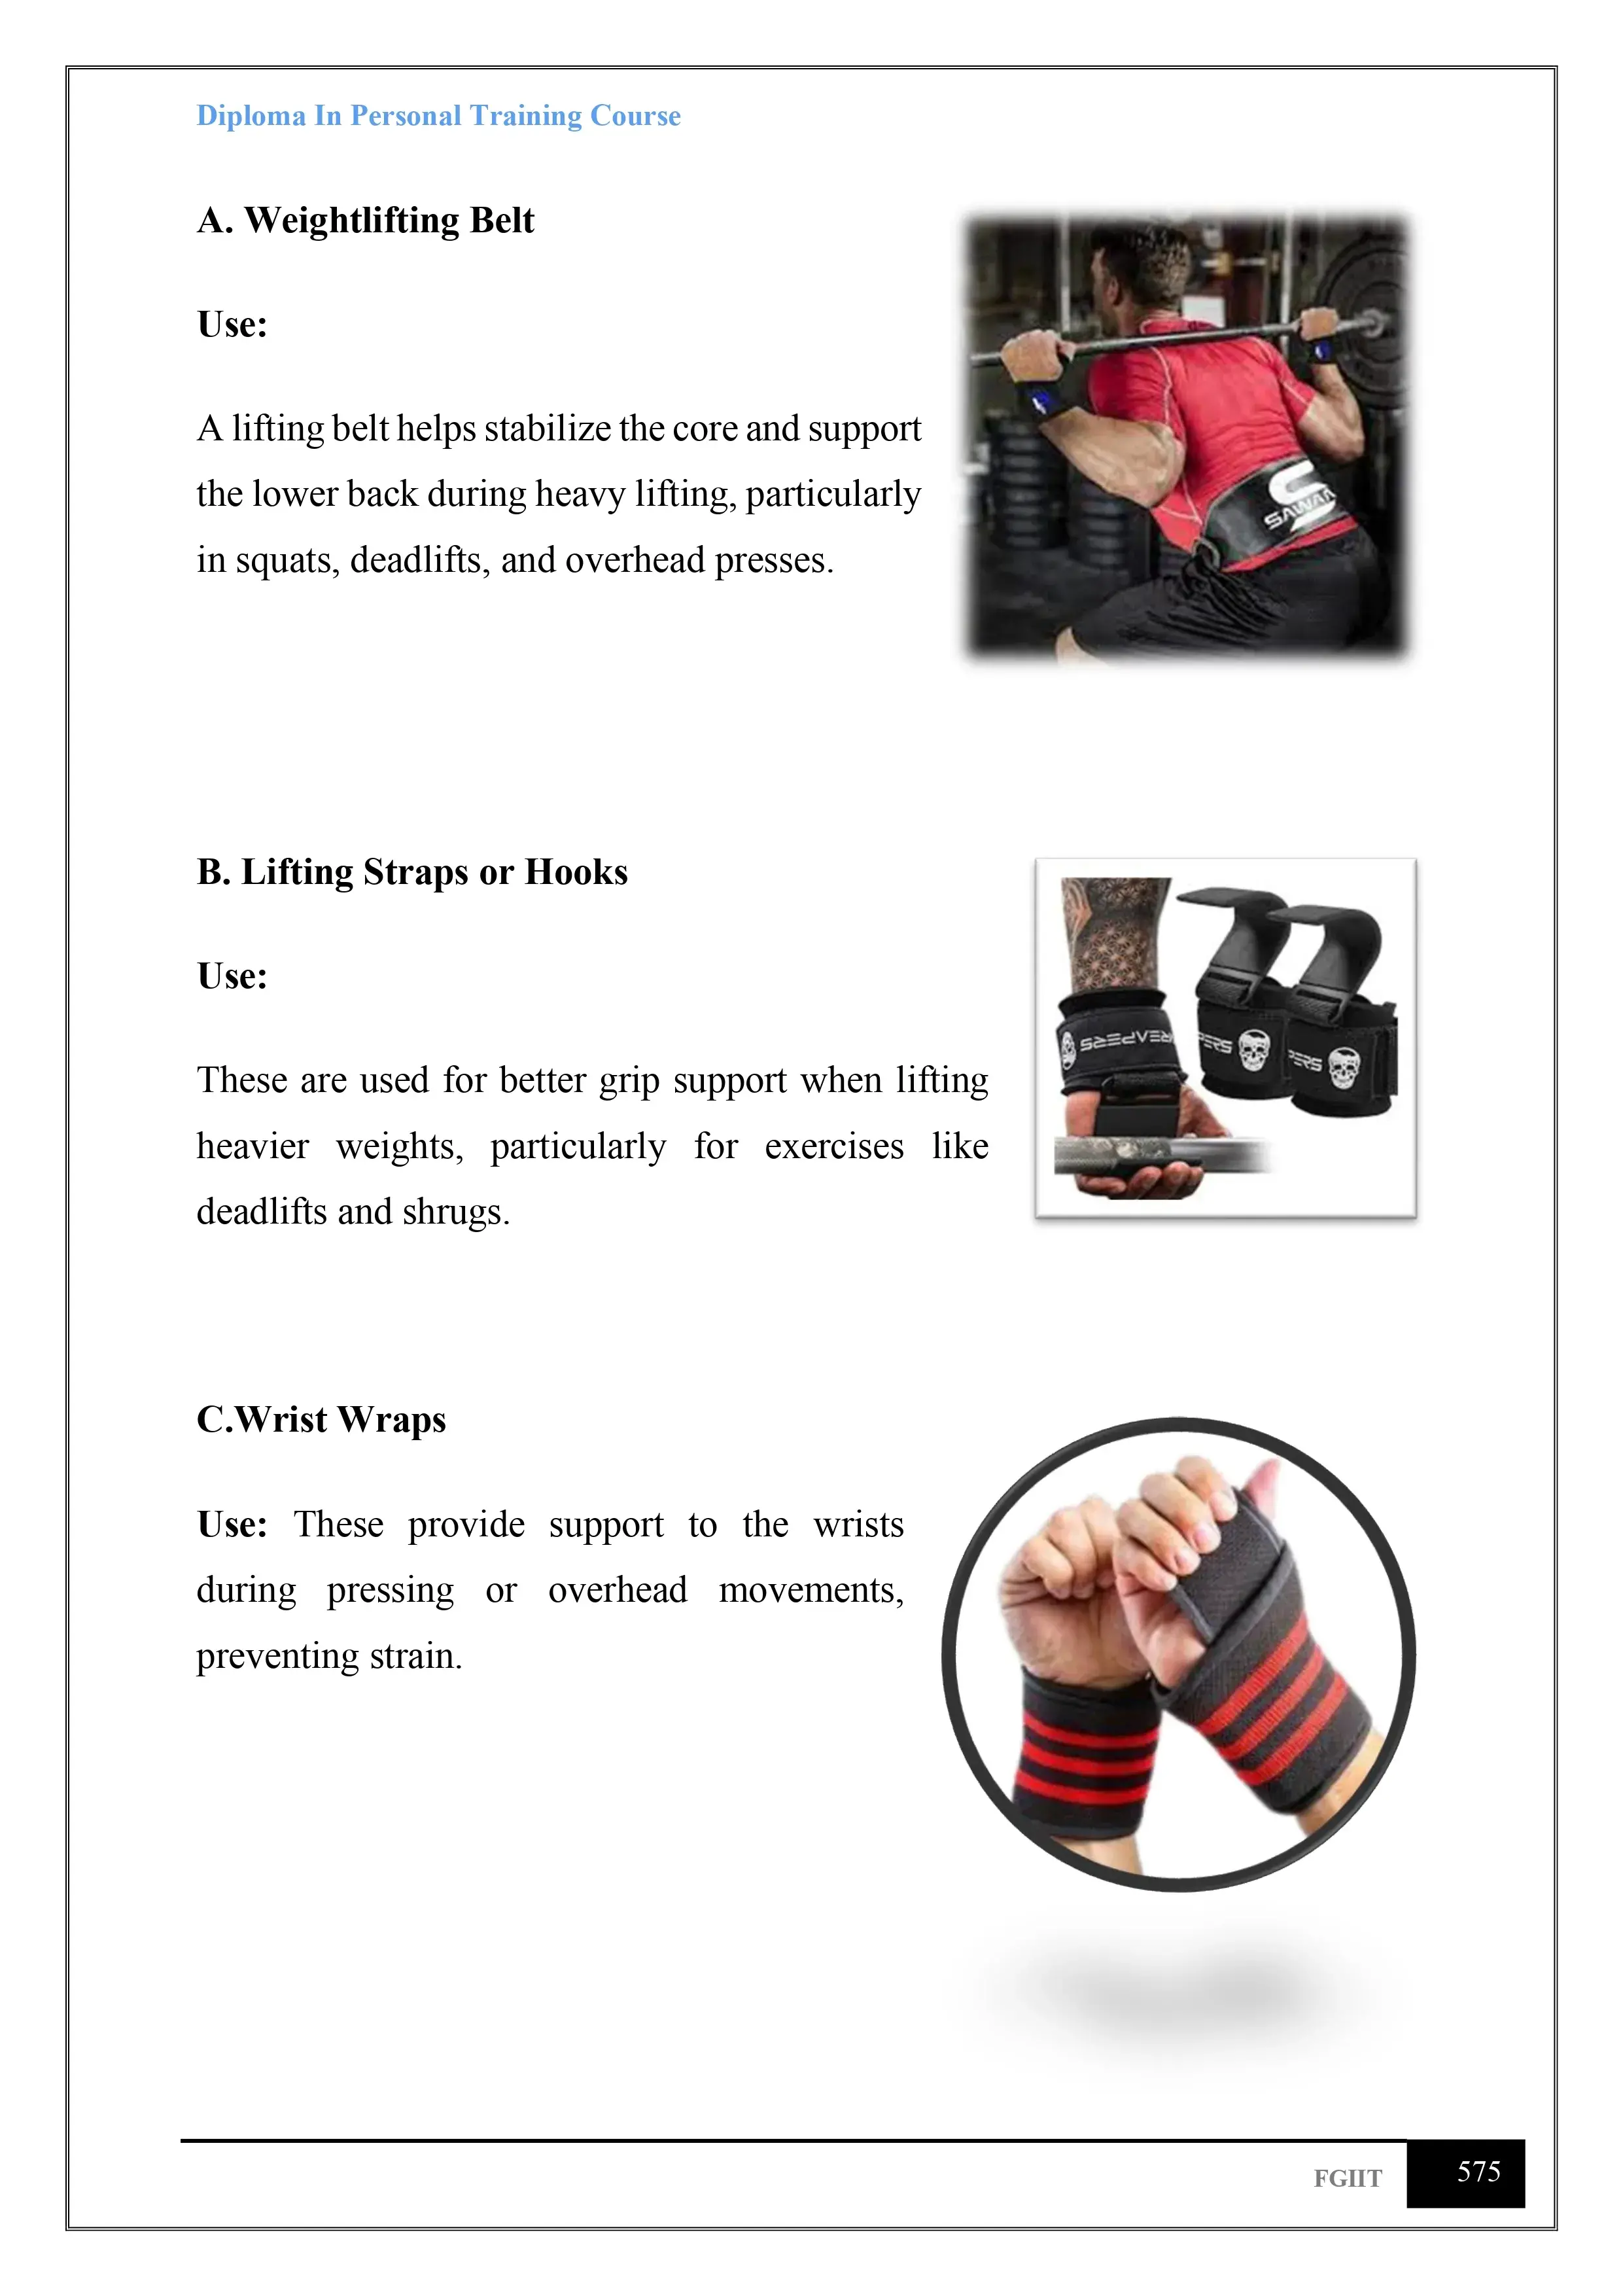 Diploma In Personal Training Course
A. Weightlifting Belt
Use:
A lifting belt helps stabilize the core and support
the lower back during heavy lifting, particularly
in squats, deadlifts, and overhead presses.
B. Lifting Straps or Hooks
Use:
These are used for better grip support when lifting
heavier weights, particularly for exercises like
deadlifts and shrugs.
C.Wrist Wraps
Use: These provide support to the wrists
during pressing or overhead movements,
preventing strain.
FGIIT
575